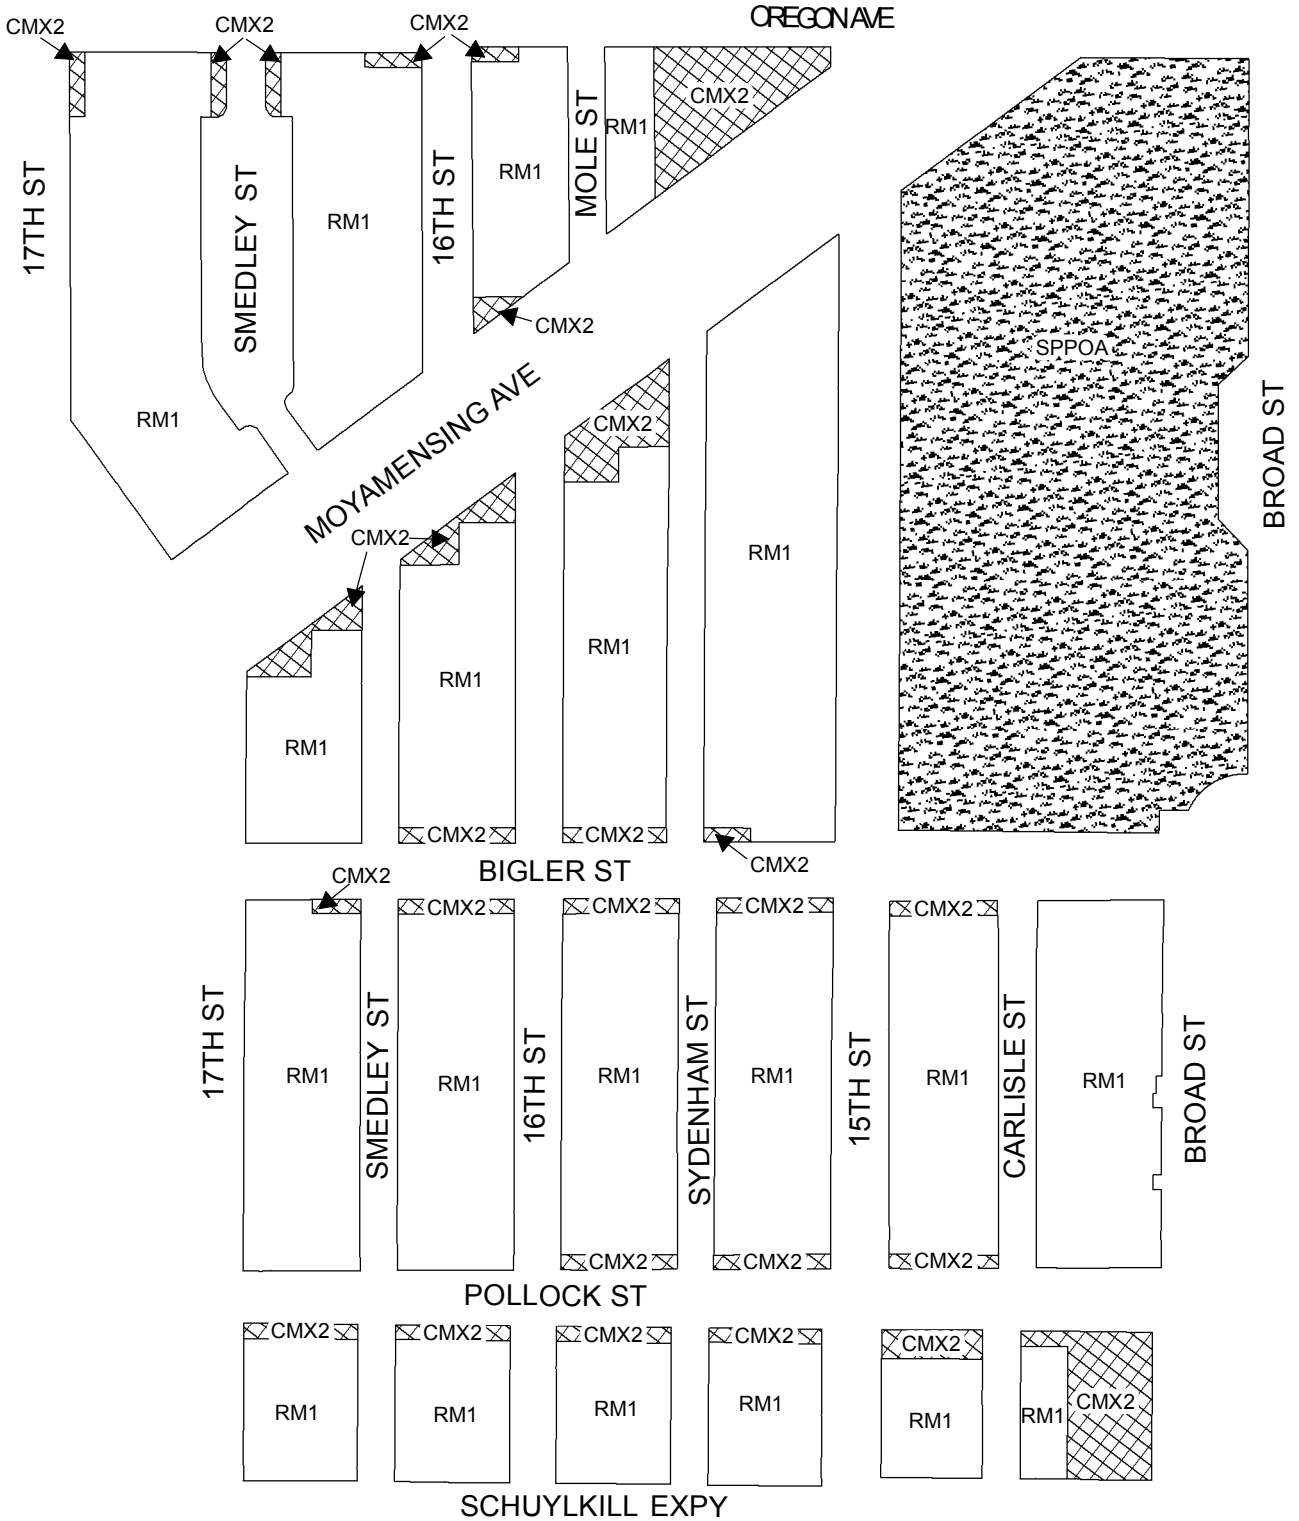 OREGON AVE
CMX2
CMX2
CMX2
CMX2
RM1
RM1
MOLE ST
17TH ST
SMEDLEY ST
RM1
16TH ST
CMX2
SPPOA
RM1
MOYAMENSING AVE
CMX2
BROAD ST
CMX2
RM1
RM1
RM1
RM1
CMX2
CMX2
CMX2
BIGLER ST
CMX2
CMX2
CMX2
CMX2
CMX2
17TH ST
SMEDLEY ST
16TH ST
SYDENHAM ST
15TH ST
CARLISLE ST
BROAD ST
RM1
RM1
RM1
RM1
RM1
RM1
CMX2
CMX2
CMX2
POLLOCK ST
CMX2
CMX2
CMX2
CMX2
CMX2
CMX2
RM1
RM1
RM1
RM1
RM1
RM1
SCHUYLKILL EXPY